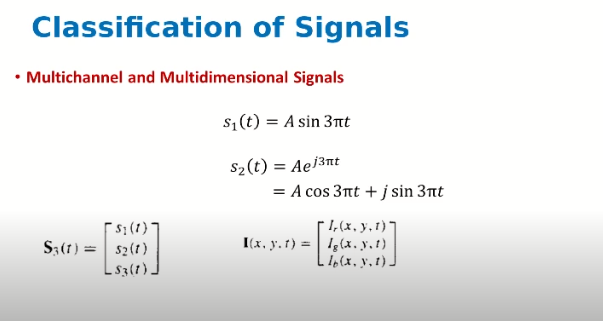 Classification of Signals
• Multichannel and Multidimensional Signals
s₁(t) = A sin 3πt
s₂(t) = Ae^{j3πt}
= A cos 3πt + j sin 3πt
S₃(t) = [s₁(t) s₂(t) s₃(t)]
I(x, y, t) = [Iᵣ(x, y, t) I_g(x, y, t) I_b(x, y, t)]